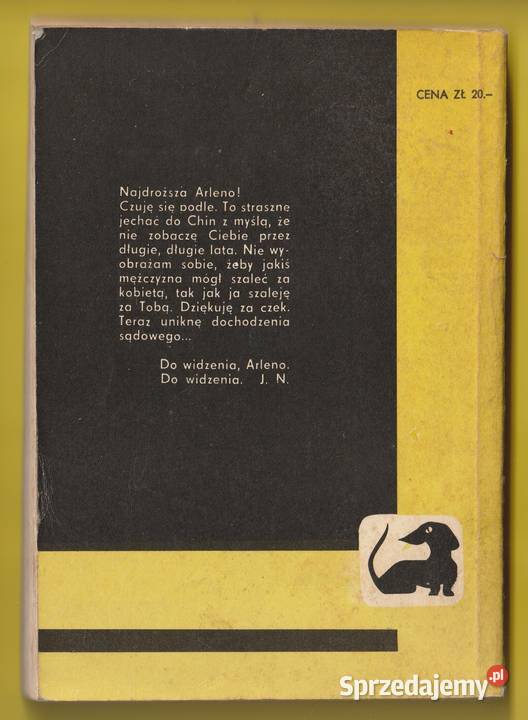 CENA ZŁ 20.–
Najdroższa Arleno!
Czuję się podle. To straszne
jechać do Chin z myślą, że
nie zobaczę Ciebie przez
długie, długie lata. Nie wy-
obrażam sobie, żeby jakiś
mężczyzna mógł szaleć za
kobietą, tak jak ja szaleję
za Tobą. Dziękuję za czek.
Teraz uniknę dochodzenia
sądowego...
Do widzenia, Arleno.
Do widzenia. J. N.
Sprzedajemy.pl